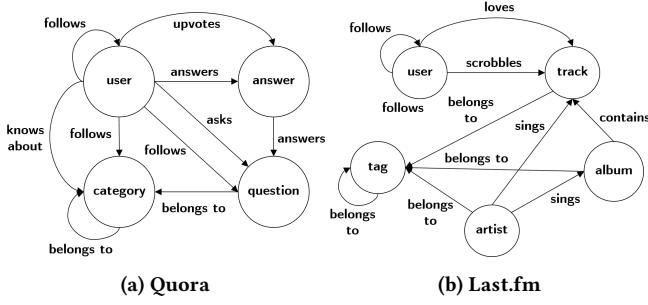 follows
upvotes
user
answers
answer
asks
knows
about
follows
follows
answers
category
belongs to
question
belongs to
(a) Quora
loves
follows
user
scrobbles
track
follows
belongs
to
sings
contains
tag
belongs to
album
belongs
to
belongs
to
sings
artist
(b) Last.fm